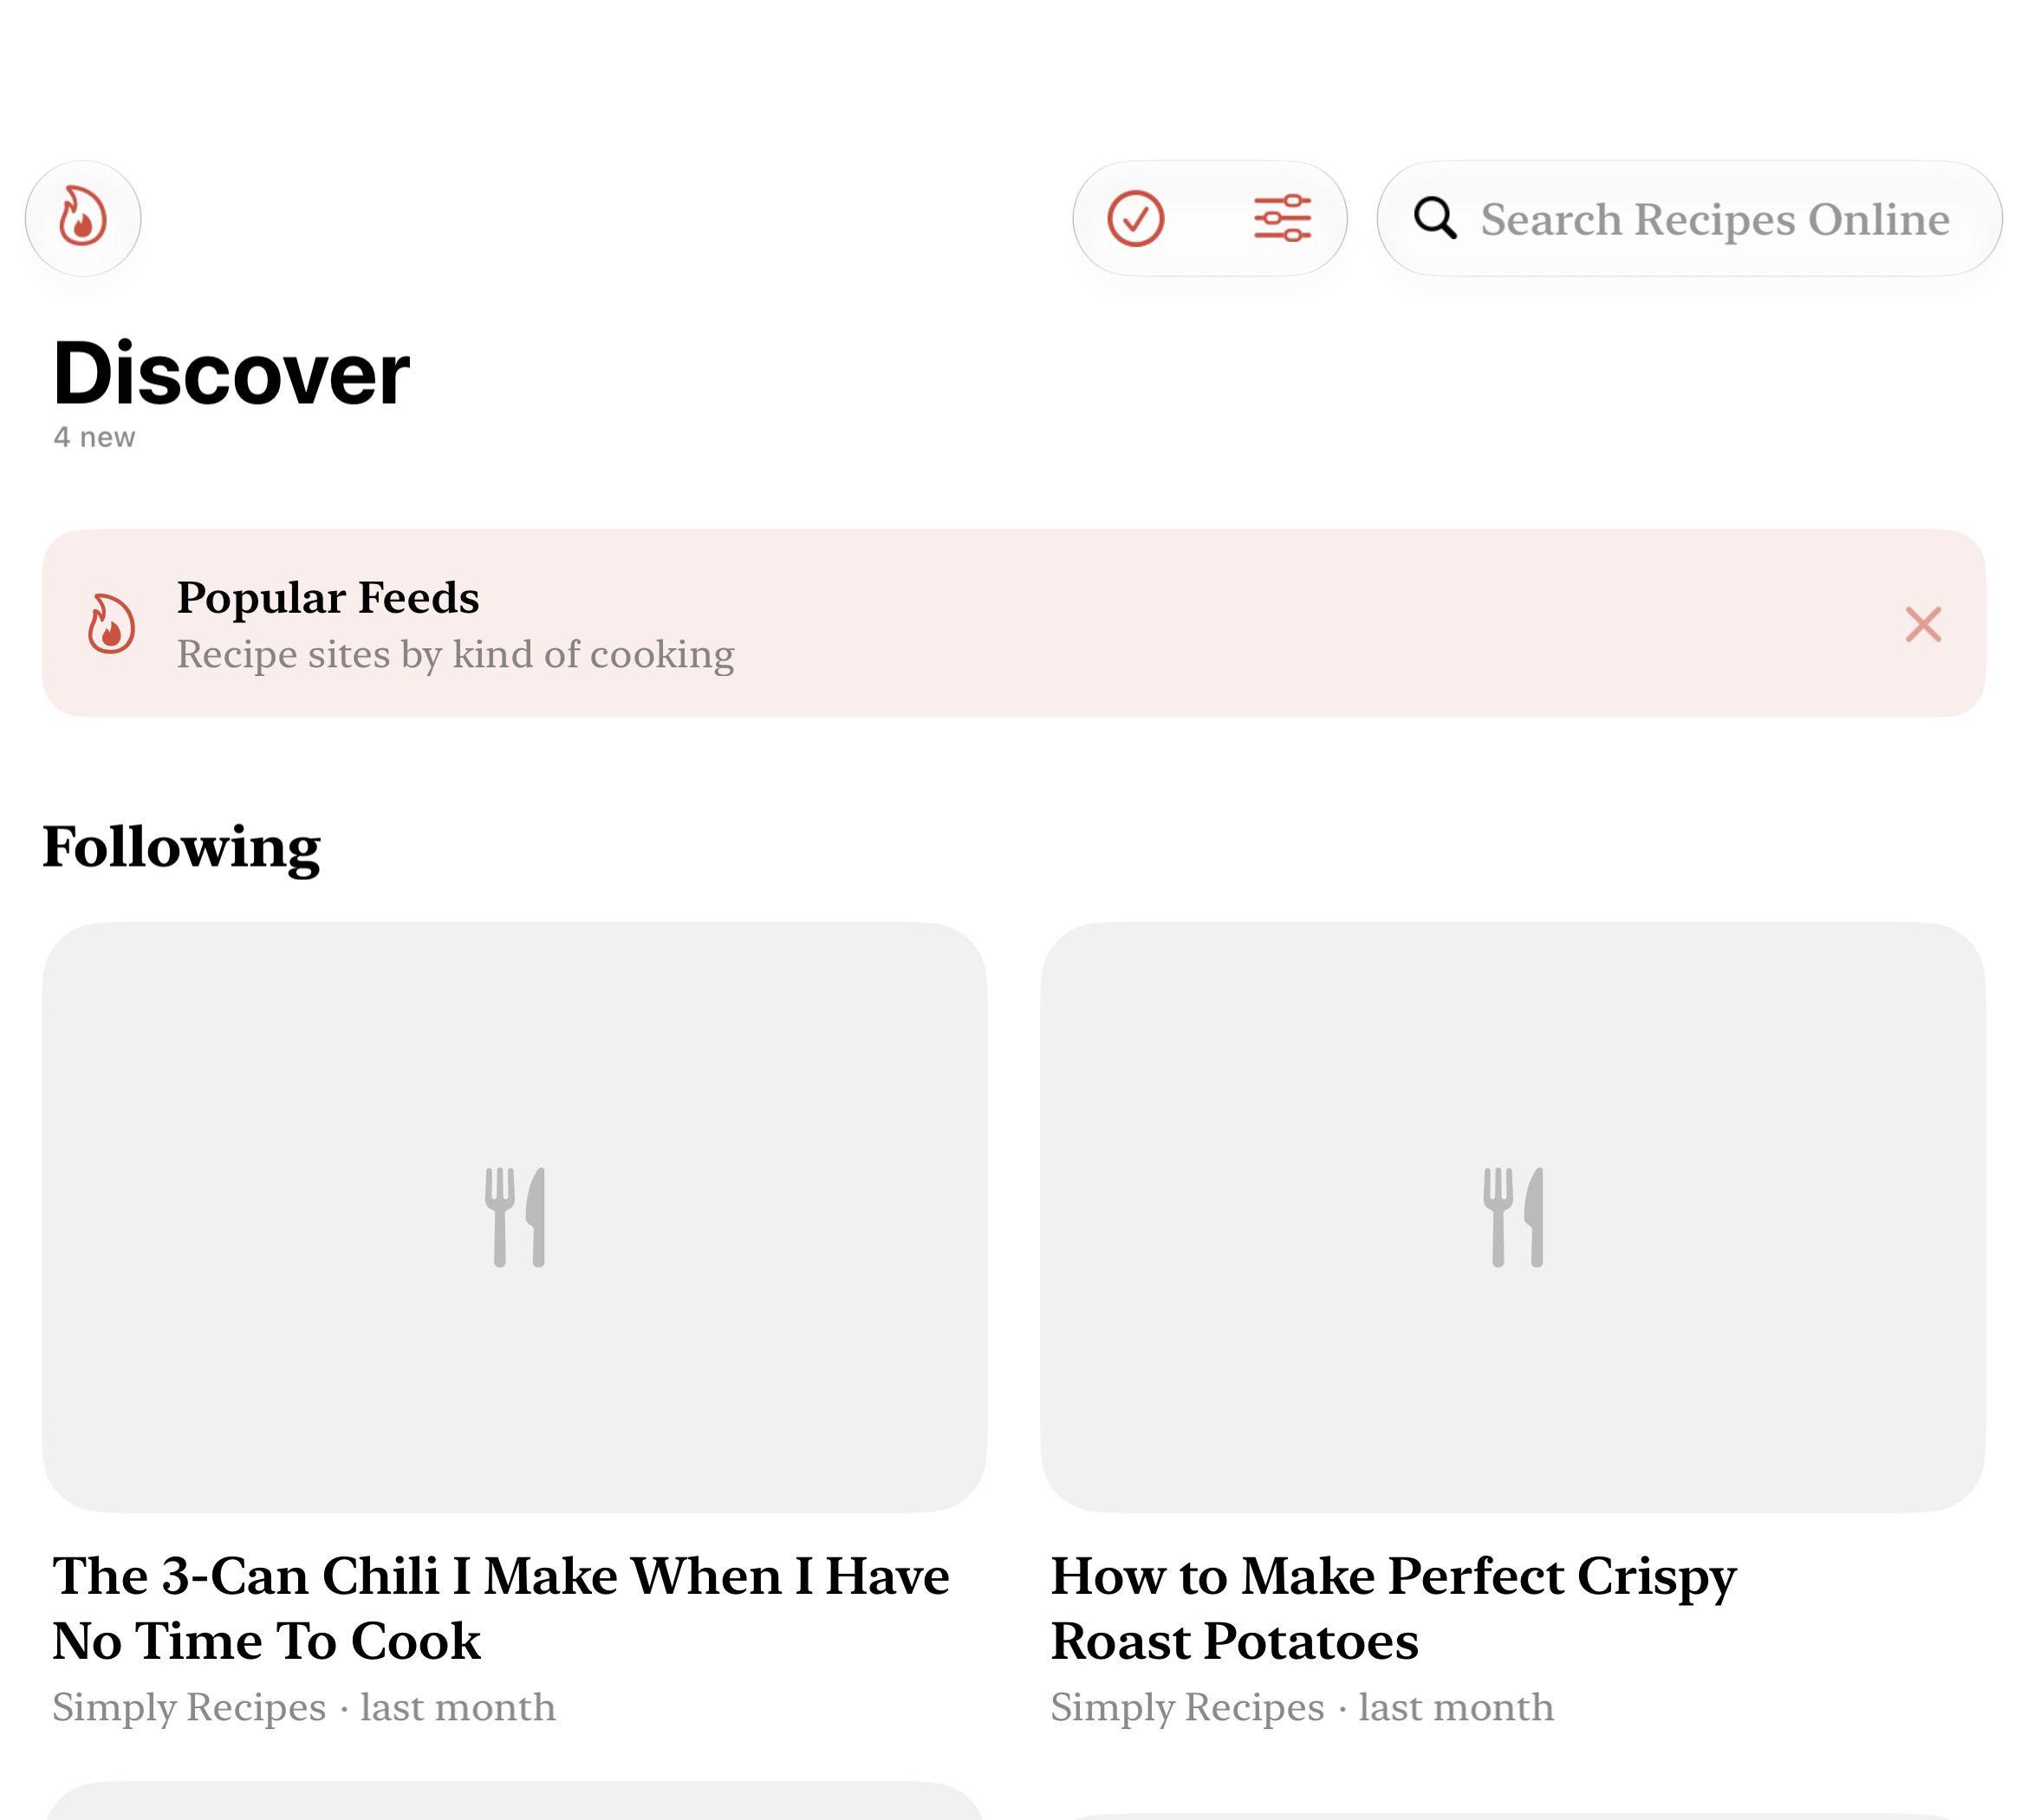 Search Recipes Online
Discover
4 new
Popular Feeds
Recipe sites by kind of cooking
Following
The 3-Can Chili I Make When I Have
No Time To Cook
Simply Recipes · last month
How to Make Perfect Crispy
Roast Potatoes
Simply Recipes · last month